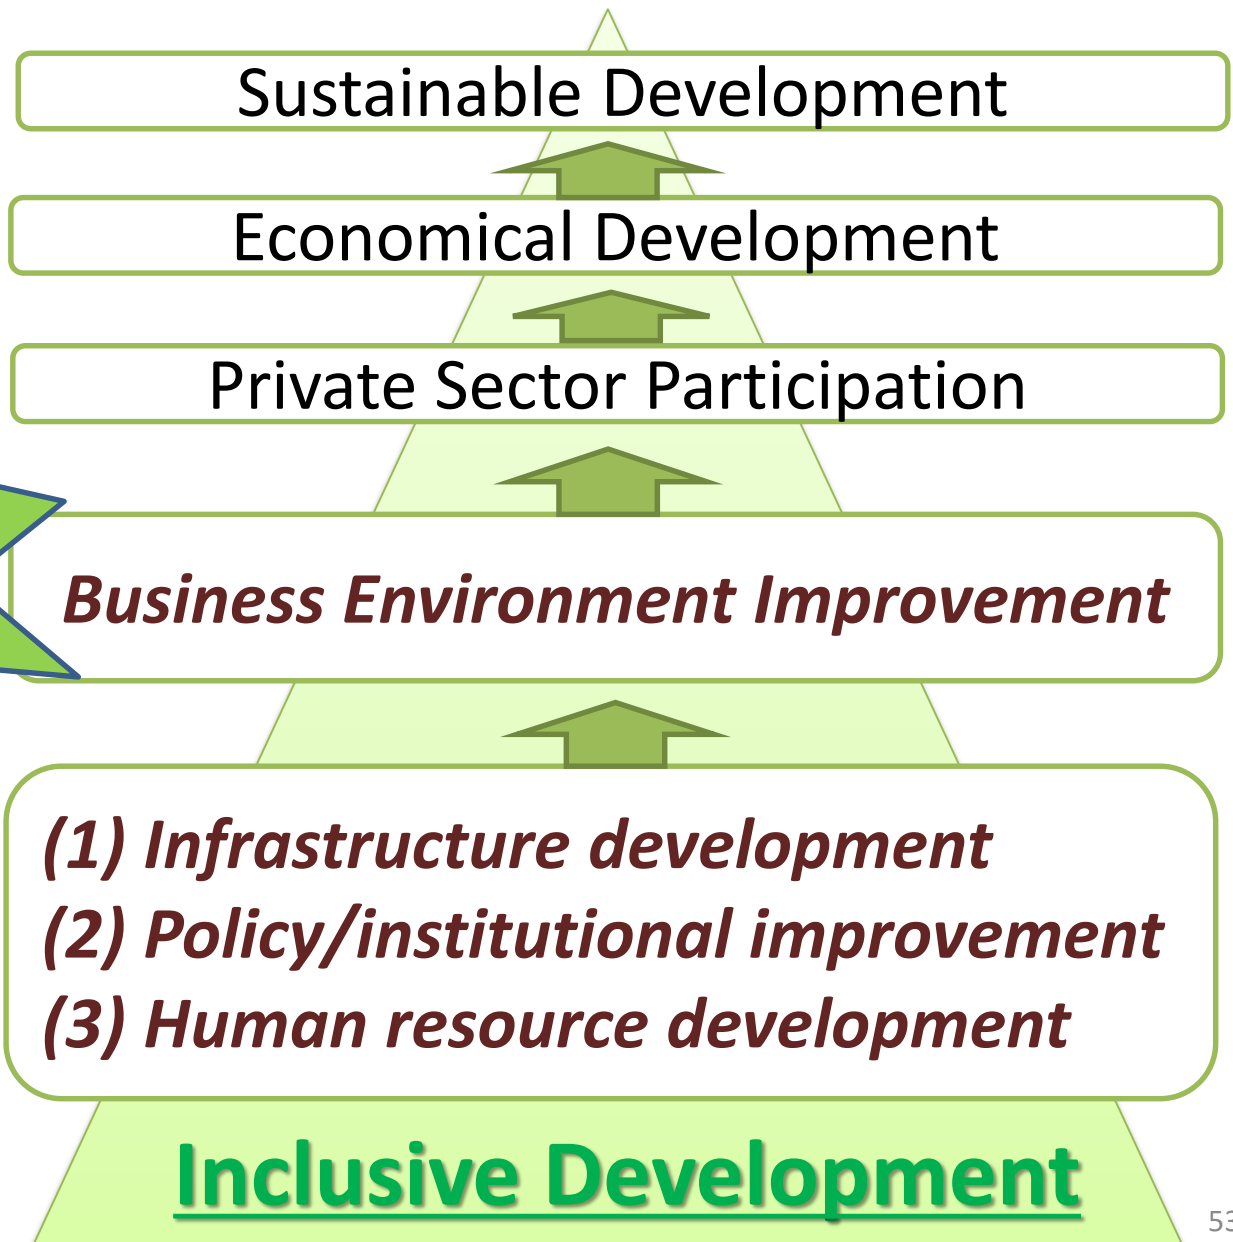 Sustainable Development
Economical Development
Private Sector Participation
Business Environment Improvement
(1) Infrastructure development
(2) Policy/institutional improvement
(3) Human resource development
Inclusive Development
53